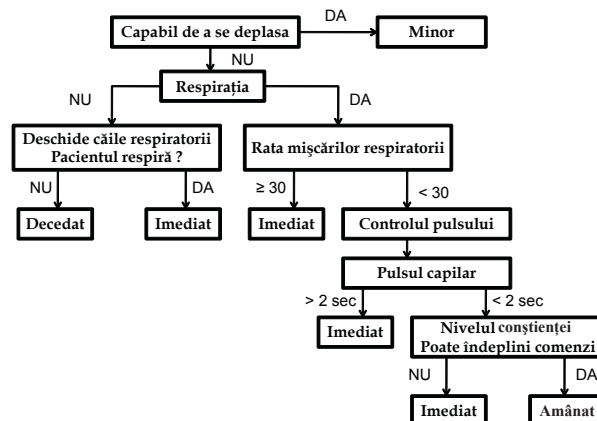 Capabil de a se deplasa
DA
Minor
NU
Respirația
NU
DA
Deschide căile respiratorii
Pacientul respiră ?
Rata mişcărilor respiratorii
NU
DA
≥ 30
< 30
Decedat
Imediat
Imediat
Controlul pulsului
Pulsul capilar
> 2 sec
< 2 sec
Imediat
Nivelul conştienței
Poate îndeplini comenzi
NU
DA
Imediat
Amânat